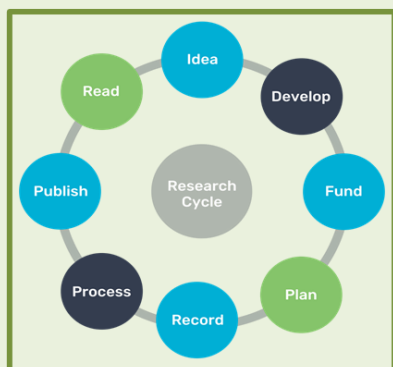 Idea
Develop
Fund
Plan
Record
Process
Publish
Read
Research
Cycle